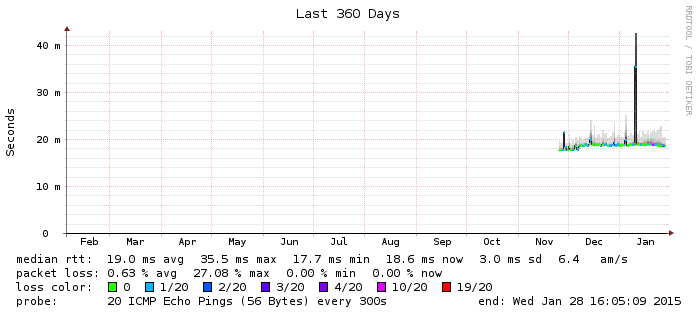 Last 360 Days
RRDTOOL / TOBI OETIKER
Seconds
40 m
30 m
20 m
10 m
0
Feb Mar Apr May Jun Jul Aug Sep Oct Nov Dec Jan
median rtt: 19.0 ms avg 35.5 ms max 17.7 ms min 18.6 ms now 3.0 ms sd 6.4 am/s
packet loss: 0.63 % avg 27.08 % max 0.00 % min 0.00 % now
loss color: 0 1/20 2/20 3/20 4/20 10/20 19/20
probe: 20 ICMP Echo Pings (56 Bytes) every 300s end: Wed Jan 28 16:05:09 2015